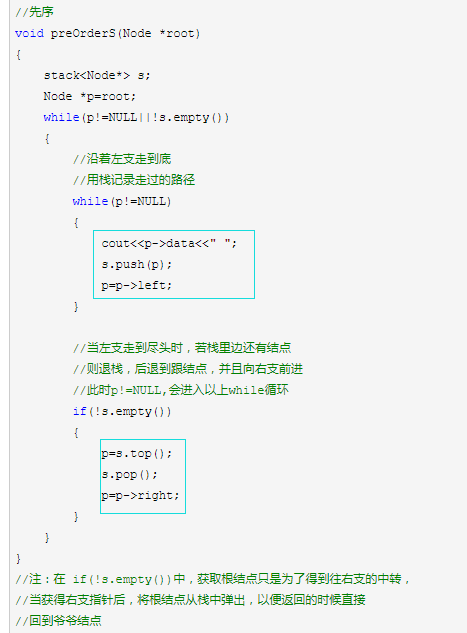 //先序
void preOrderS(Node *root)
{
    stack<Node*> s;
    Node *p=root;
    while(p!=NULL||!s.empty())
    {
        //沿着左支走到底
        //用栈记录走过的路径
        while(p!=NULL)
        {
            cout<<p->data<<" ";
            s.push(p);
            p=p->left;
        }

        //当左支走到尽头时，若栈里边还有结点
        //则退栈，后退到跟结点，并且向右支前进
        //此时p!=NULL,会进入以上while循环
        if(!s.empty())
        {
            p=s.top();
            s.pop();
            p=p->right;
        }
    }
}
//注：在 if(!s.empty())中，获取根结点只是为了得到往右支的中转，
//当获得右支指针后，将根结点从栈中弹出，以便返回的时候直接
//回到爷爷结点